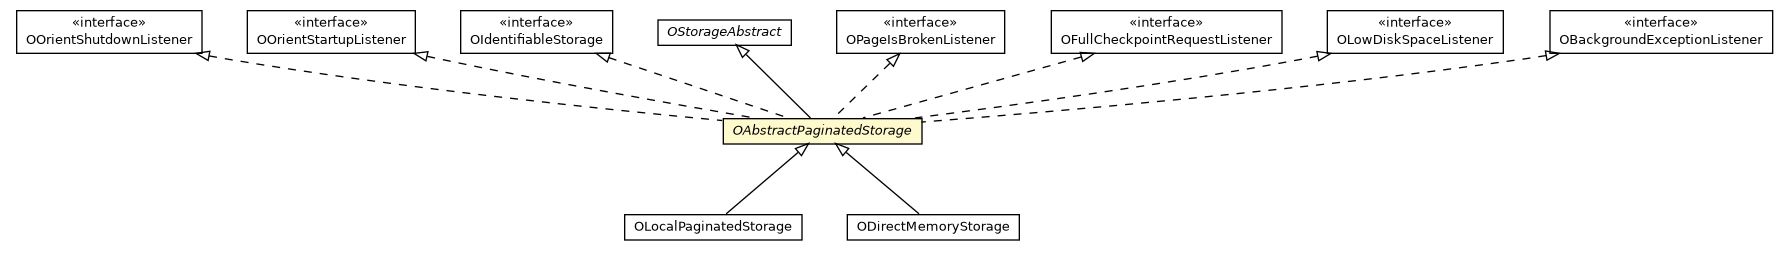 «interface»
OOrientShutdownListener
«interface»
OOrientStartupListener
«interface»
OIdentifiableStorage
OStorageAbstract
«interface»
OPageIsBrokenListener
«interface»
OFullCheckpointRequestListener
«interface»
OLowDiskSpaceListener
«interface»
OBackgroundExceptionListener
OAbstractPaginatedStorage
OLocalPaginatedStorage
ODirectMemoryStorage